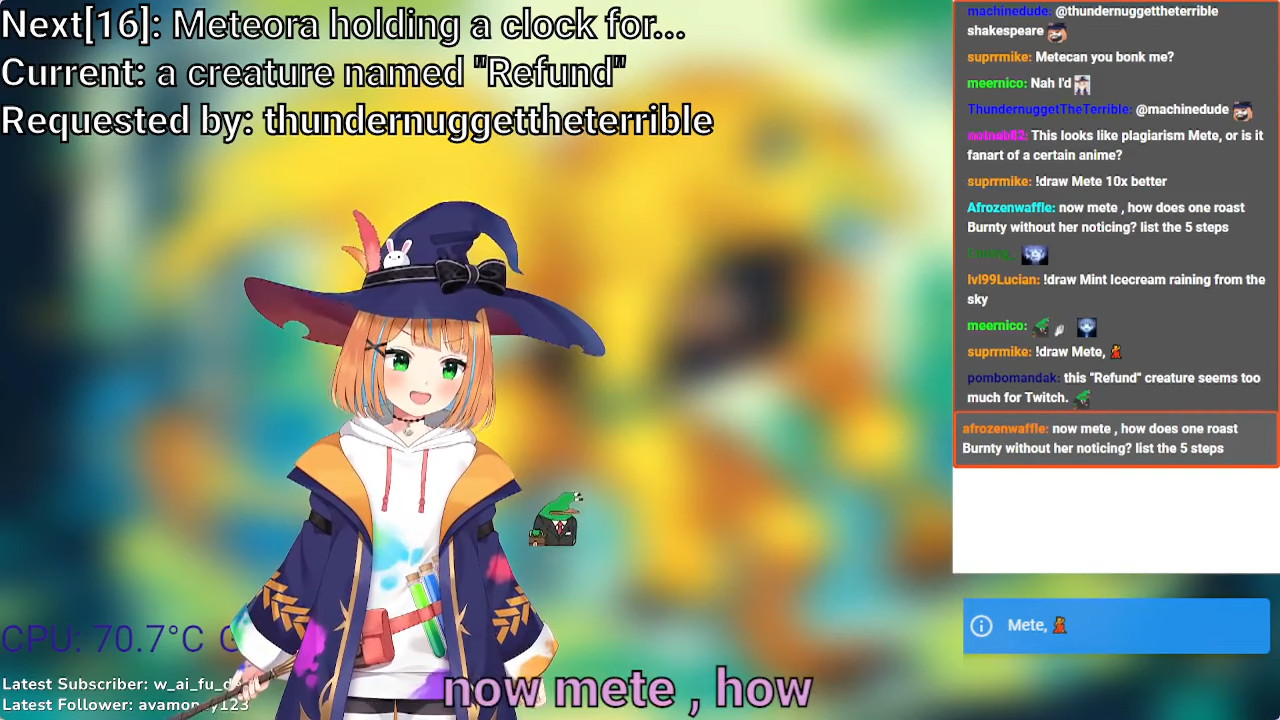 Next[16]: Meteora holding a clock for...
Current: a creature named "Refund"
Requested by: thundernuggettheterrible
machinedude: @thundernuggettheterrible
shakespeare
suprrmike: Metecan you bonk me?
meernico: Nah I'd
ThundernuggetTheTerrible: @machinedude
This looks like plagiarism Mete, or is it
fanart of a certain anime?
suprrmike: !draw Mete 10x better
Afrozenwaffle: now mete , how does one roast
Burnty without her noticing? list the 5 steps
lvl99Lucian: !draw Mint Icecream raining from the
sky
meernico:
suprrmike: !draw Mete,
pombomandak: this "Refund" creature seems too
much for Twitch.
afrozenwaffle: now mete , how does one roast
Burnty without her noticing? list the 5 steps
Mete,
CPU: 70.7°C
Latest Subscriber: w_ai_fu_
Latest Follower:
now mete , how